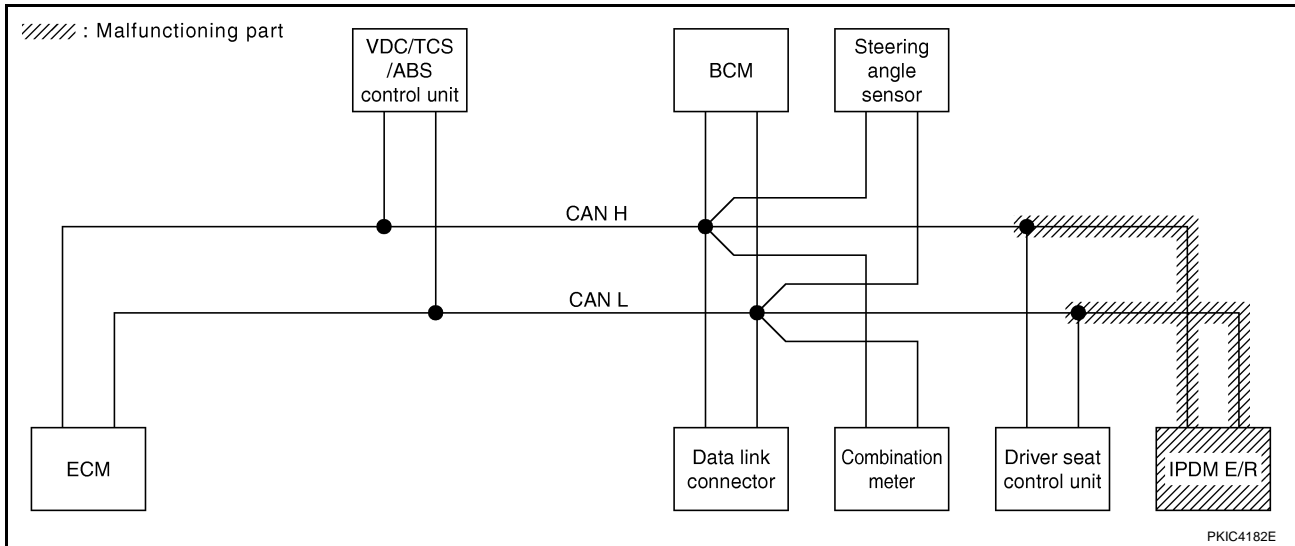 : Malfunctioning part
VDC/TCS
/ABS
control unit
BCM
Steering
angle
sensor
CAN H
CAN L
ECM
Data link
connector
Combination
meter
Driver seat
control unit
IPDM E/R
PKIC4182E